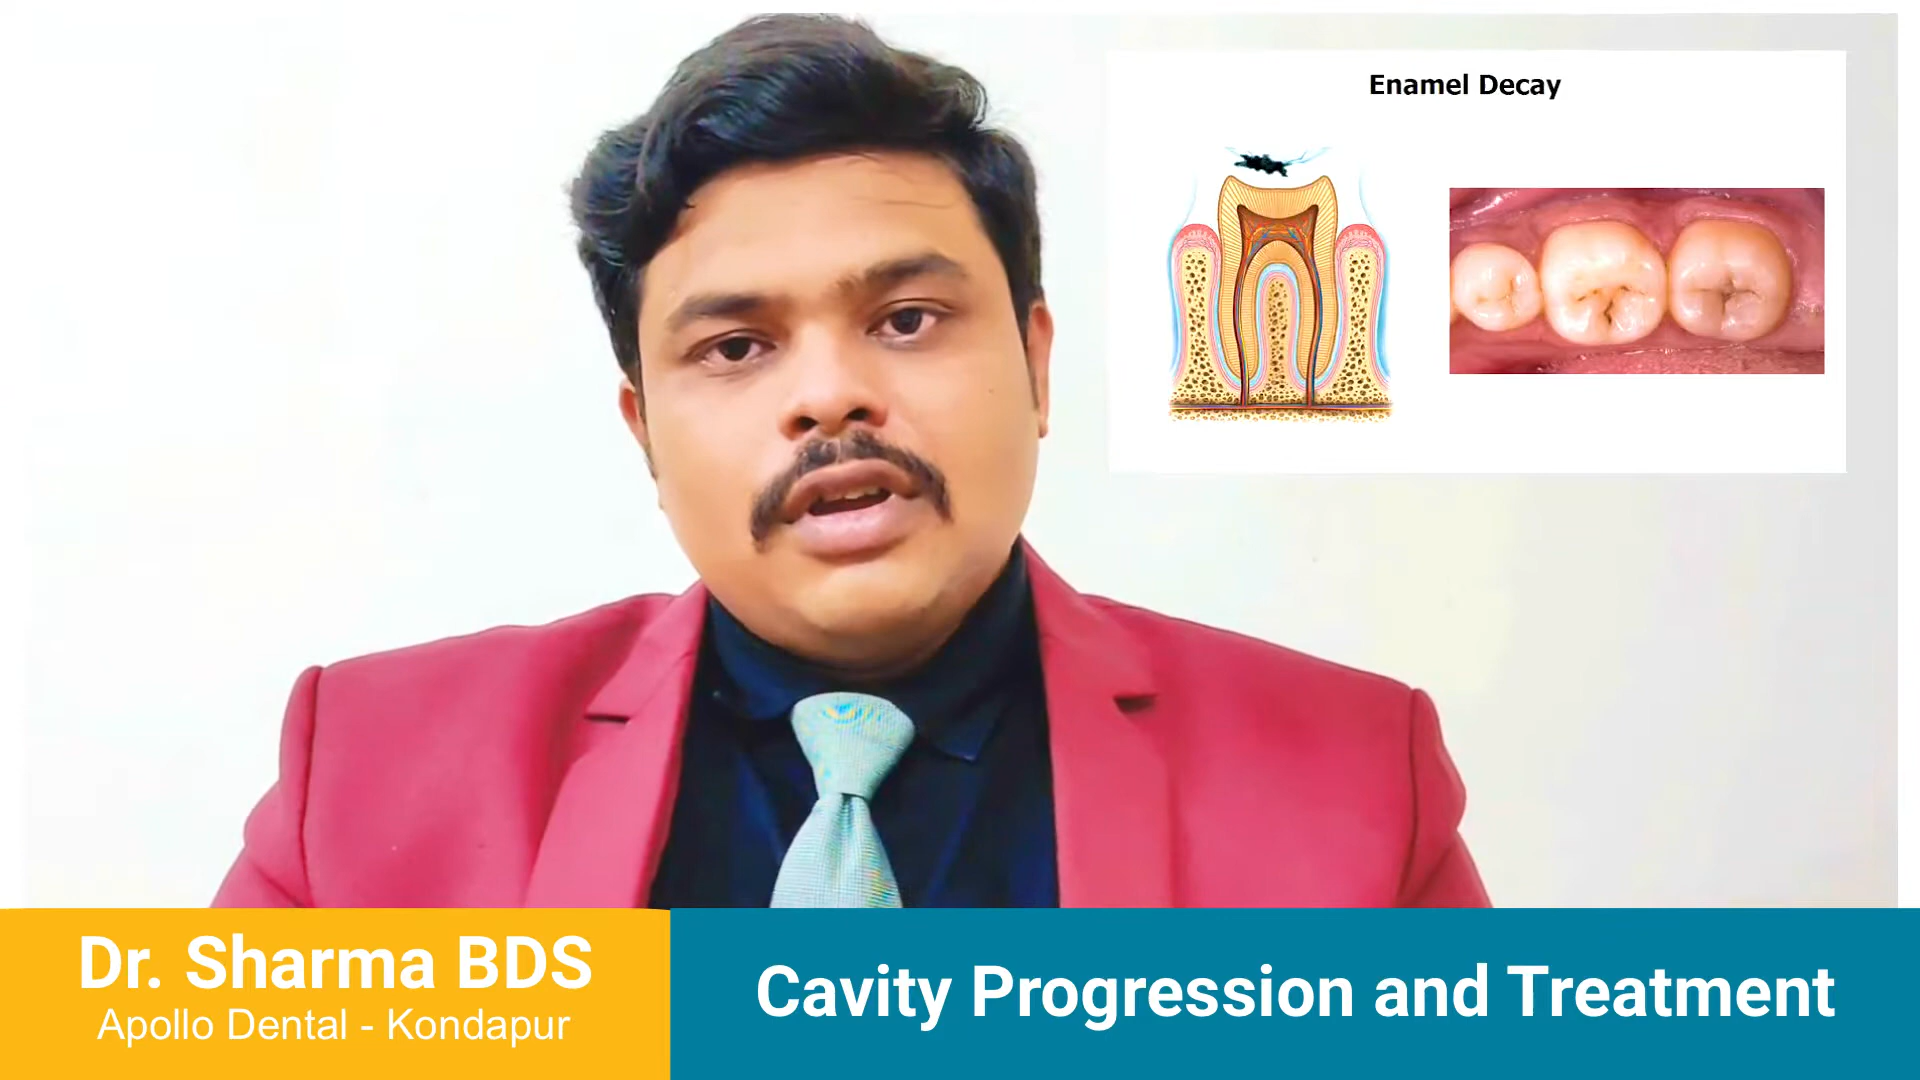 Enamel Decay
Dr. Sharma BDS
Apollo Dental - Kondapur
Cavity Progression and Treatment